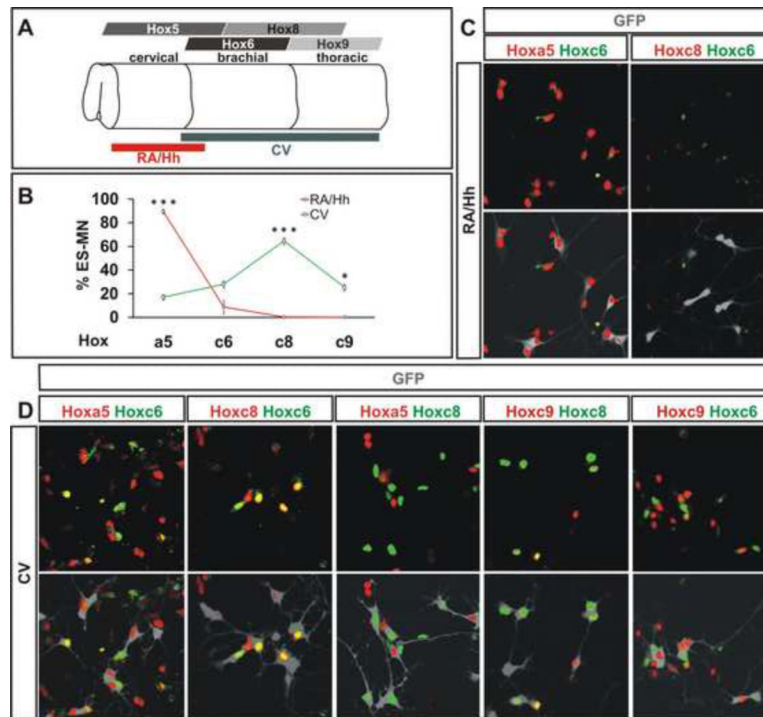 A
Hox5 Hox8
Hox6 Hox9
cervical brachial thoracic
CV
RA/Hh
B
% ES-MN
100
80
60
40
20
0
***
***
*
RA/Hh
CV
Hox a5 c6 c8 c9
C
GFP
Hoxa5 Hoxc6 Hoxc8 Hoxc6
RA/Hh
D
GFP
Hoxa5 Hoxc6 Hoxc8 Hoxc6 Hoxa5 Hoxc8 Hoxc9 Hoxc8 Hoxc9 Hoxc6
CV